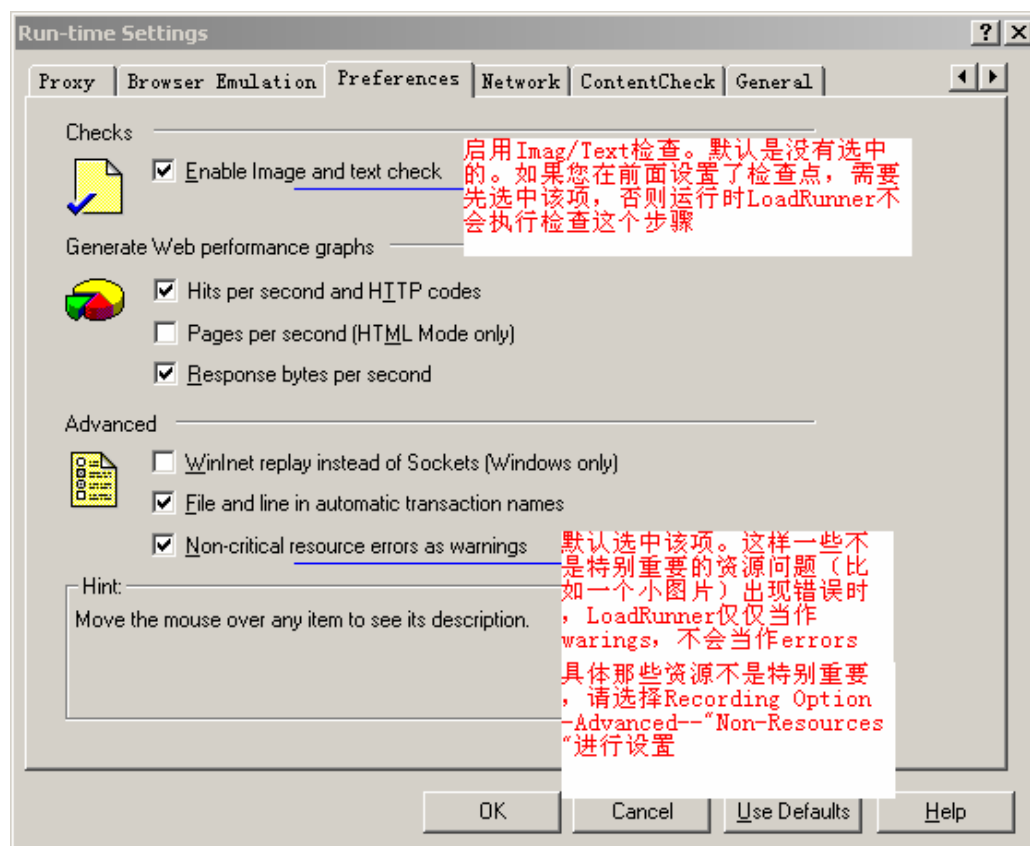 Run-time Settings
Proxy Browser Emulation Preferences Network ContentCheck General
Checks
Enable Image and text check
启用Imag/Text检查。默认是没有选中
的。如果您在前面设置了检查点，需要
先选中该项，否则运行时LoadRunner不
会执行检查这个步骤
Generate Web performance graphs
Hits per second and HTTP codes
Pages per second (HTML Mode only)
Response bytes per second
Advanced
WinInet replay instead of Sockets (Windows only)
File and line in automatic transaction names
Non-critical resource errors as warnings
默认选中该项。这样一些不
是特别重要的资源问题（比
如一个小图片）出现错误时
，LoadRunner仅仅当作
warings，不会当作errors
具体那些资源不是特别重要
，请选择Recording Option
-Advanced--“Non-Resources
“进行设置
Hint:
Move the mouse over any item to see its description.
OK Cancel Use Defaults Help